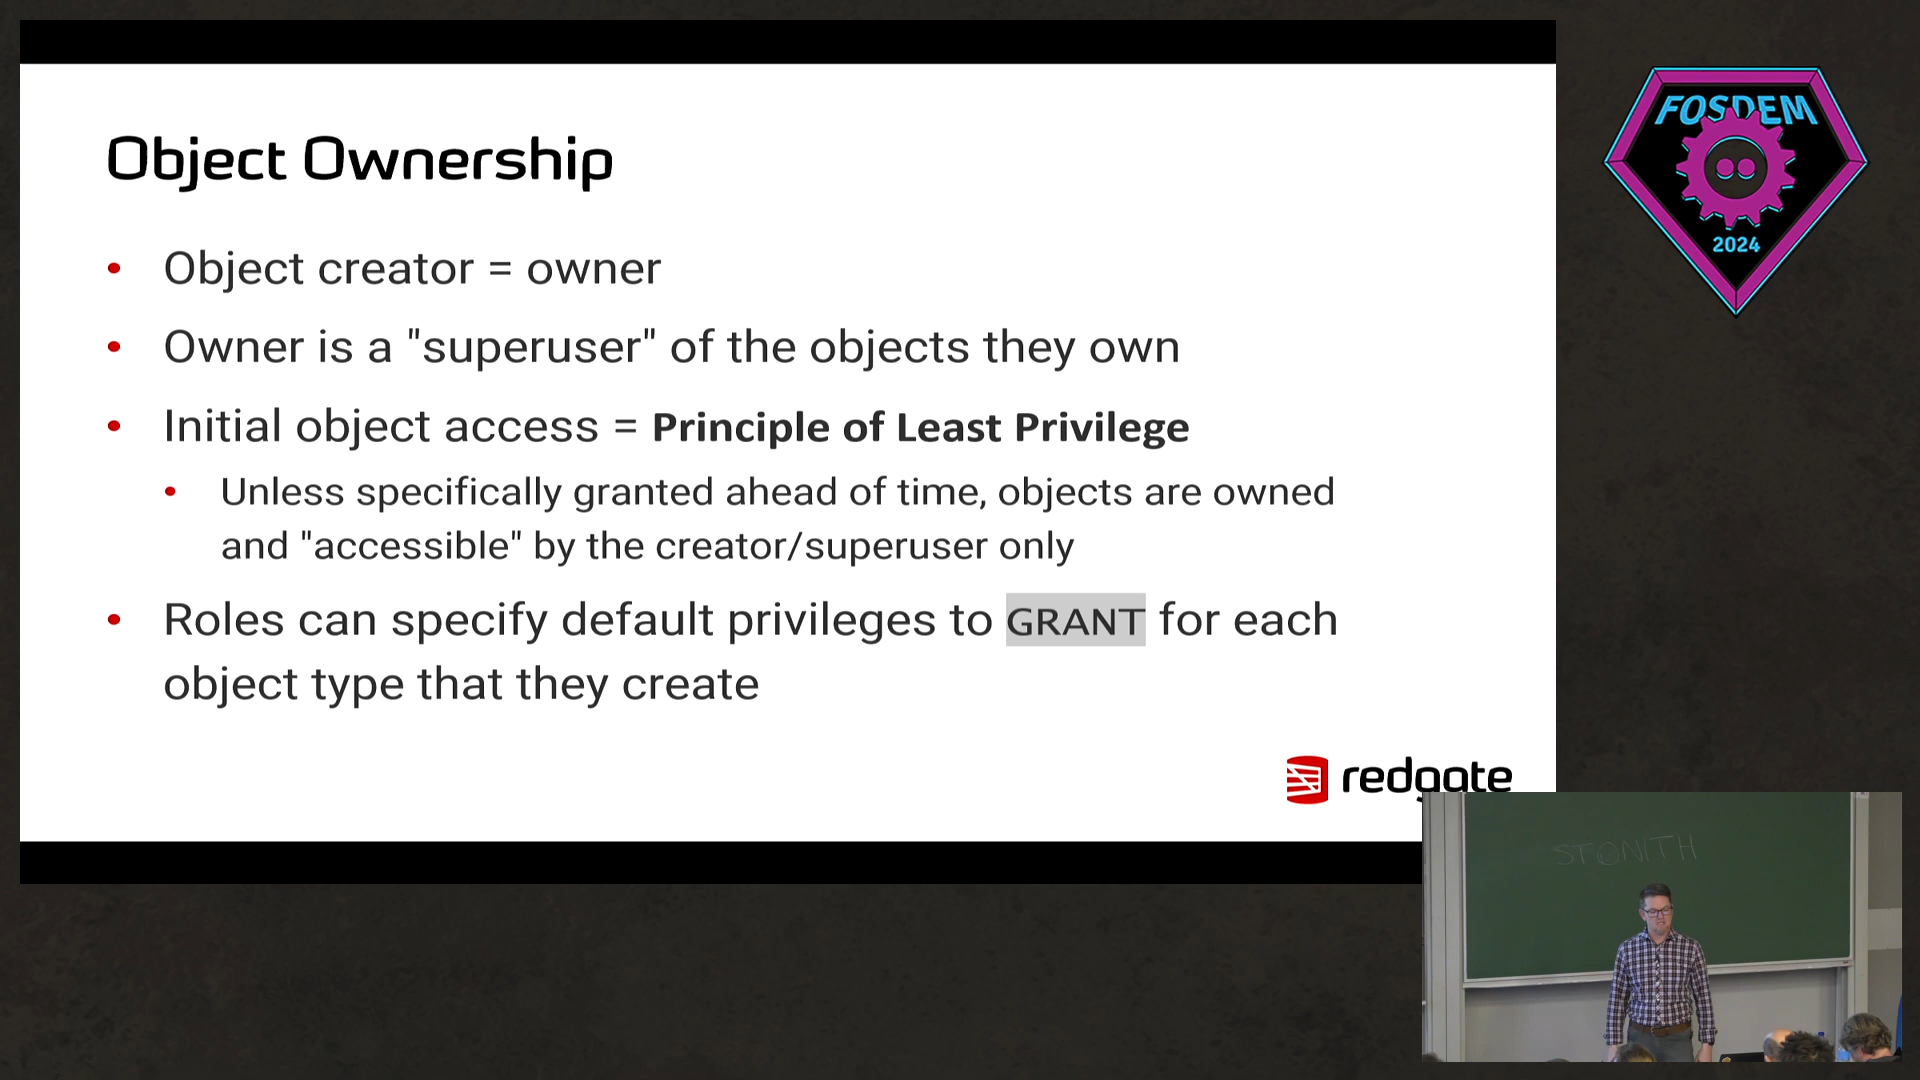 Object Ownership
• Object creator = owner
• Owner is a "superuser" of the objects they own
• Initial object access = Principle of Least Privilege
• Unless specifically granted ahead of time, objects are owned
and "accessible" by the creator/superuser only
• Roles can specify default privileges to GRANT for each
object type that they create
redgate
FOSDEM
2024
STONITH